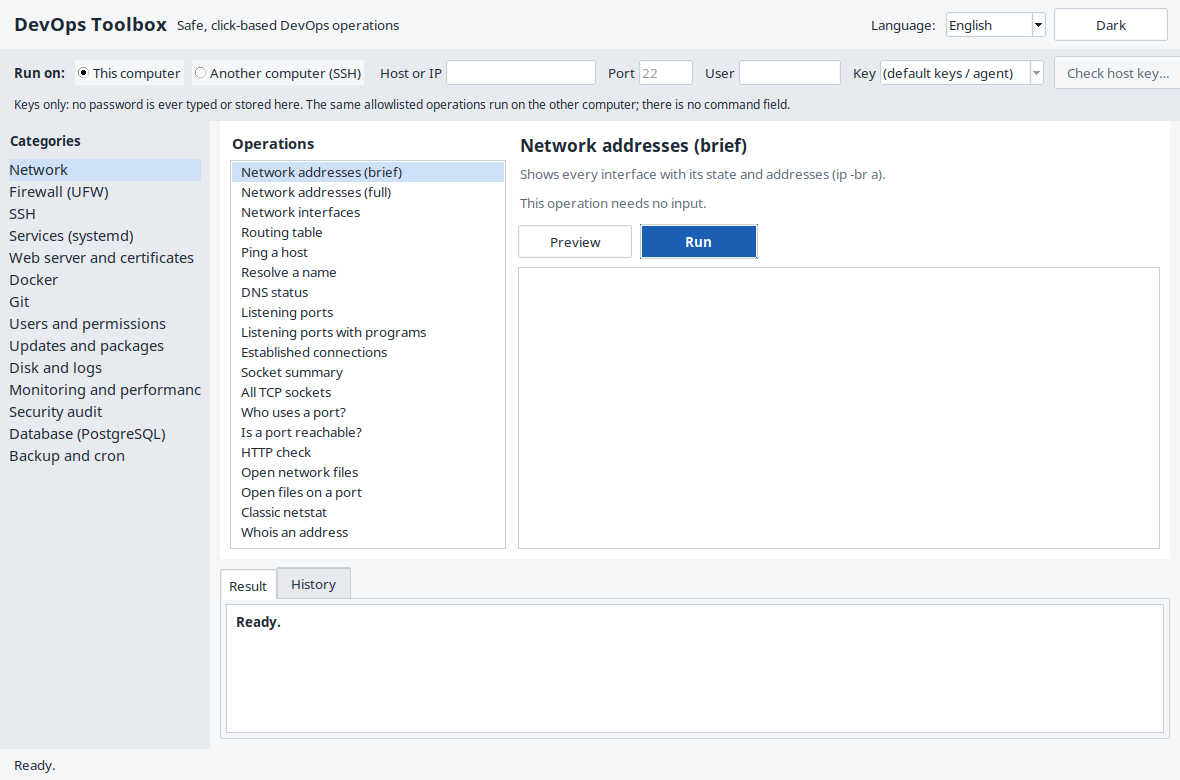 DevOps Toolbox Safe, click-based DevOps operations Language: English Dark
Run on: This computer Another computer (SSH) Host or IP Port 22 User Key (default keys / agent) Check host key...
Keys only: no password is ever typed or stored here. The same allowlisted operations run on the other computer; there is no command field.
Categories
Network
Firewall (UFW)
SSH
Services (systemd)
Web server and certificates
Docker
Git
Users and permissions
Updates and packages
Disk and logs
Monitoring and performanc
Security audit
Database (PostgreSQL)
Backup and cron
Operations
Network addresses (brief)
Network addresses (full)
Network interfaces
Routing table
Ping a host
Resolve a name
DNS status
Listening ports
Listening ports with programs
Established connections
Socket summary
All TCP sockets
Who uses a port?
Is a port reachable?
HTTP check
Open network files
Open files on a port
Classic netstat
Whois an address
Network addresses (brief)
Shows every interface with its state and addresses (ip -br a).
This operation needs no input.
Preview Run
Result History
Ready.
Ready.